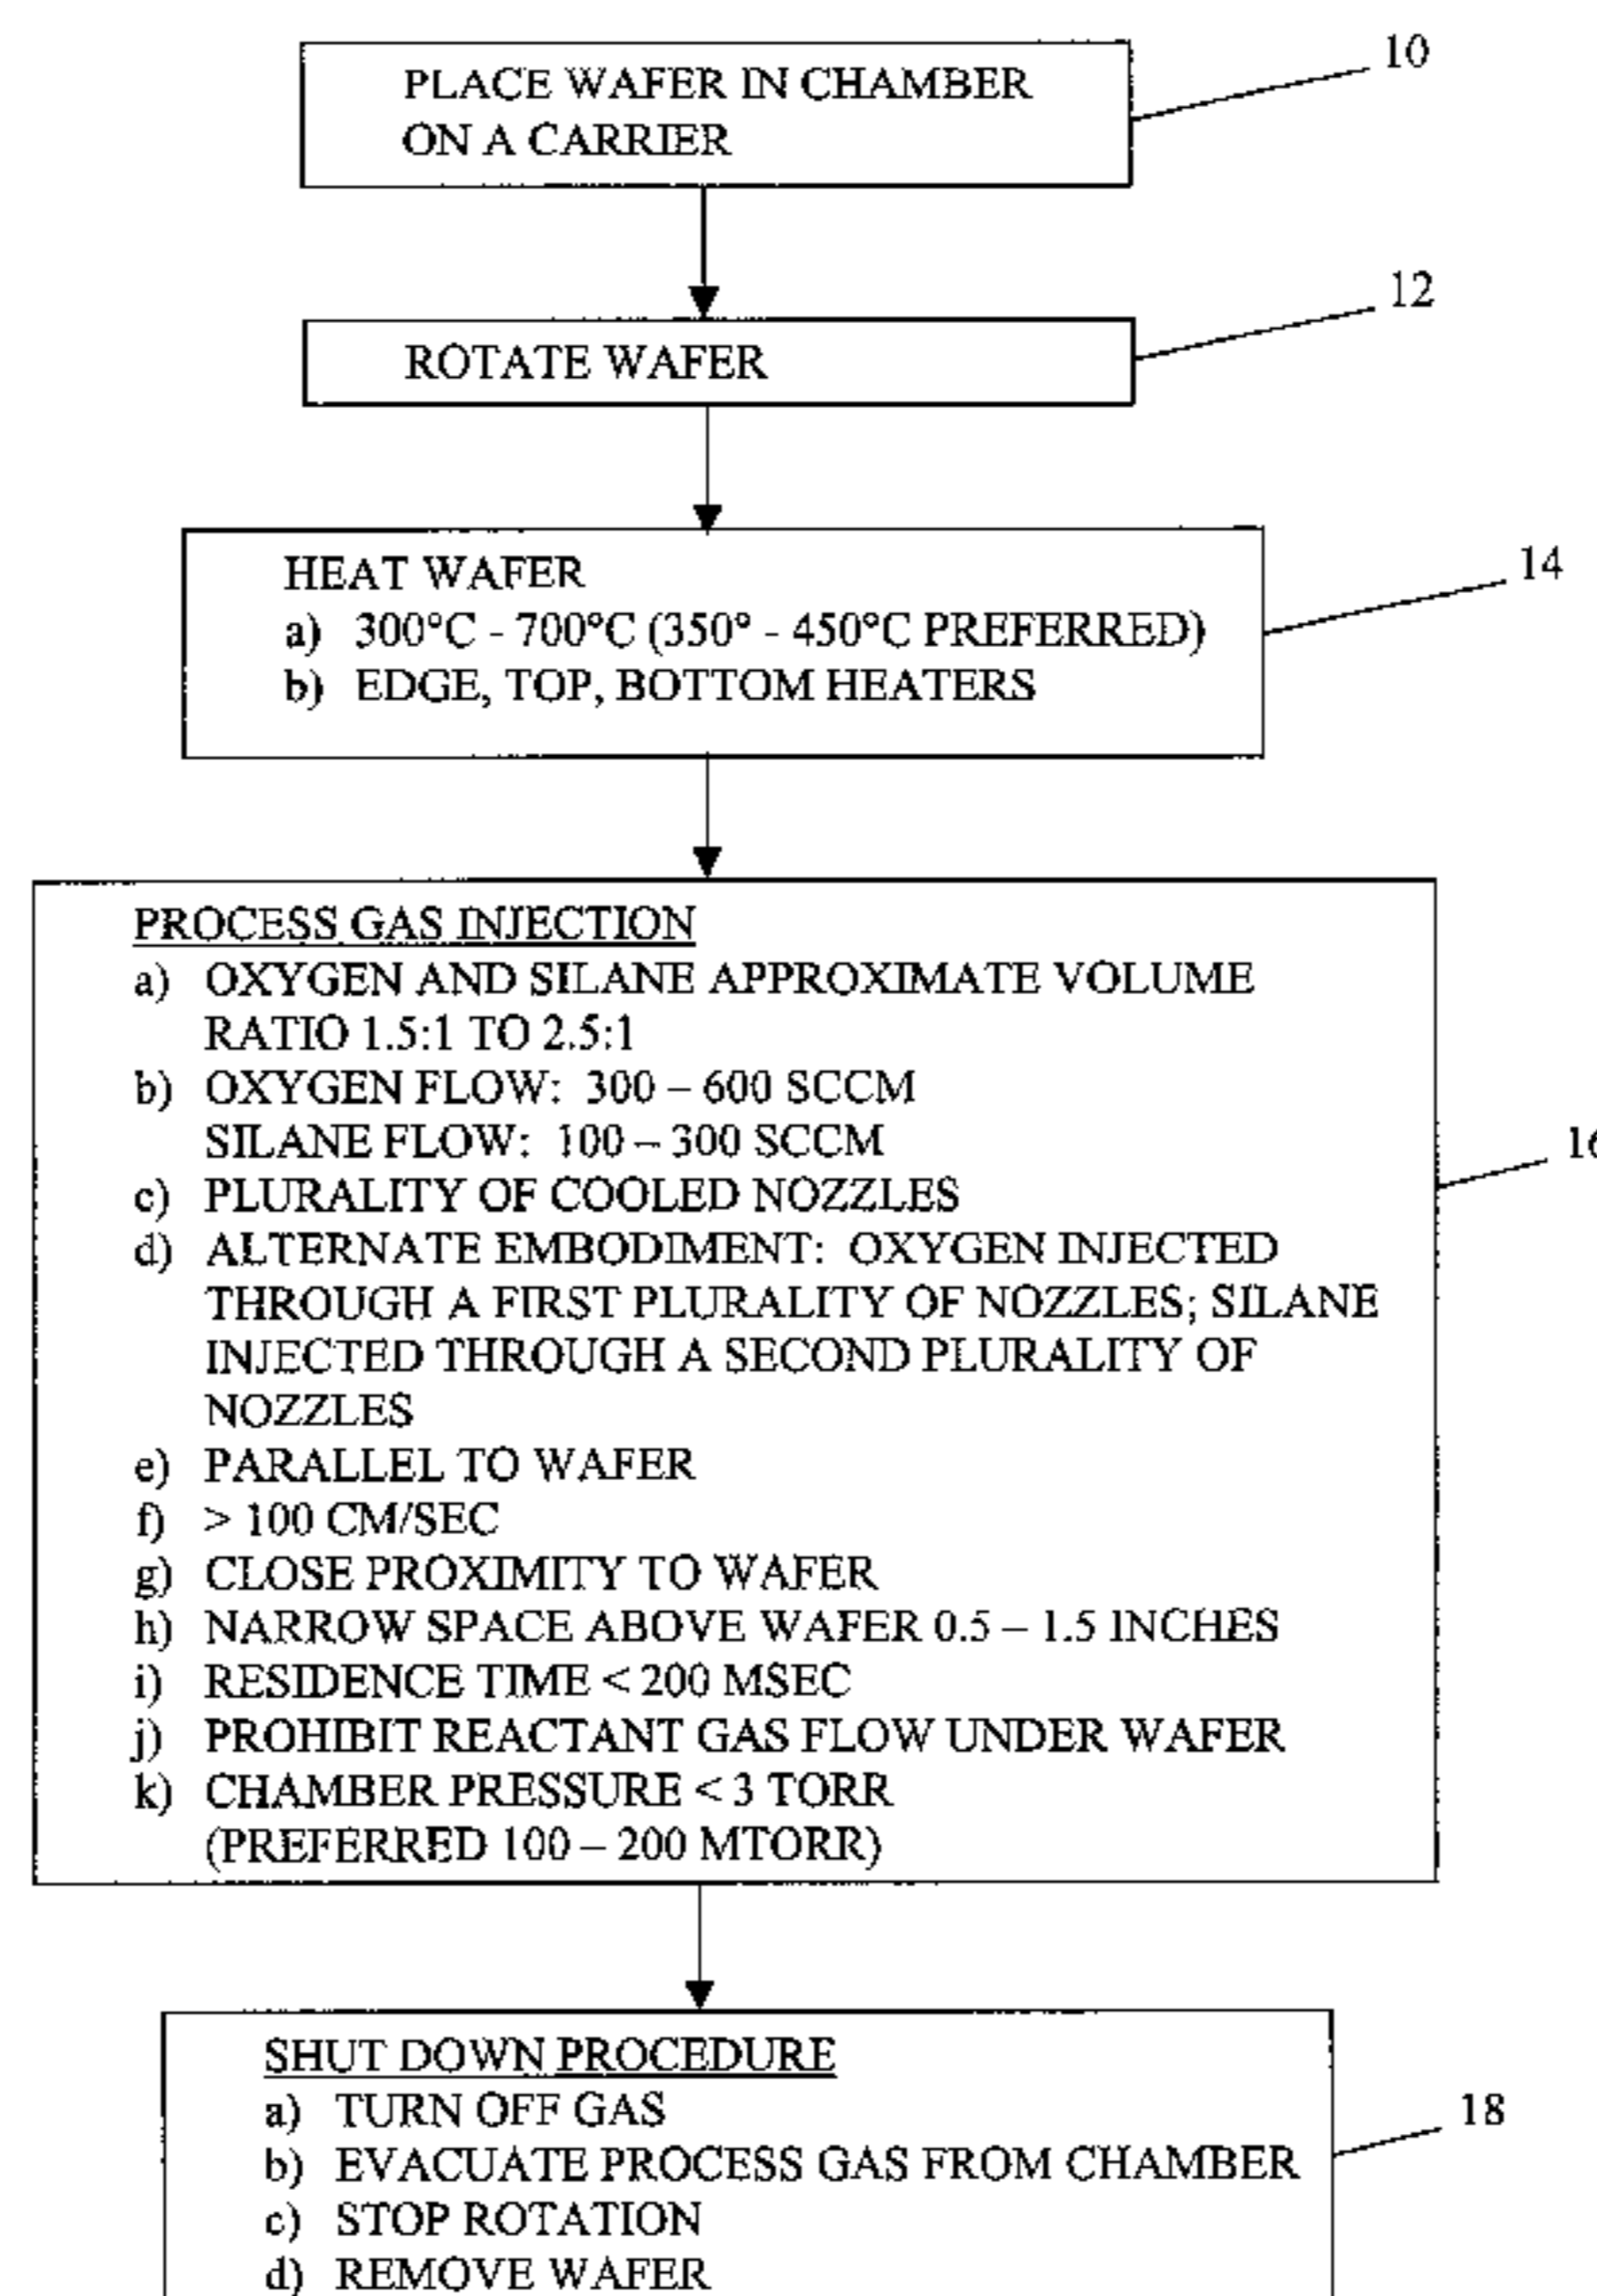 PLACE WAFER IN CHAMBER
ON A CARRIER
10
ROTATE WAFER
12
HEAT WAFER
a) 300°C - 700°C (350° - 450°C PREFERRED)
b) EDGE, TOP, BOTTOM HEATERS
14
PROCESS GAS INJECTION
a) OXYGEN AND SILANE APPROXIMATE VOLUME
RATIO 1.5:1 TO 2.5:1
b) OXYGEN FLOW: 300 – 600 SCCM
SILANE FLOW: 100 – 300 SCCM
c) PLURALITY OF COOLED NOZZLES
d) ALTERNATE EMBODIMENT: OXYGEN INJECTED
THROUGH A FIRST PLURALITY OF NOZZLES; SILANE
INJECTED THROUGH A SECOND PLURALITY OF
NOZZLES
e) PARALLEL TO WAFER
f) > 100 CM/SEC
g) CLOSE PROXIMITY TO WAFER
h) NARROW SPACE ABOVE WAFER 0.5 – 1.5 INCHES
i) RESIDENCE TIME < 200 MSEC
j) PROHIBIT REACTANT GAS FLOW UNDER WAFER
k) CHAMBER PRESSURE < 3 TORR
(PREFERRED 100 – 200 MTORR)
16
SHUT DOWN PROCEDURE
a) TURN OFF GAS
b) EVACUATE PROCESS GAS FROM CHAMBER
c) STOP ROTATION
d) REMOVE WAFER
18